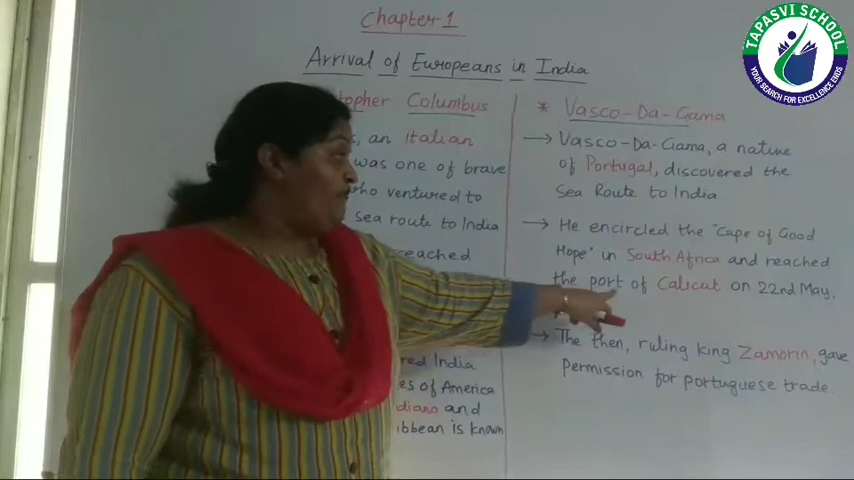 Chapter-1
Arrival of Europeans in India
Columbus
an Italian
was one of brave
who ventured to
sea route to India
reached
India
es of America
and
is known
* Vasco-Da-Gama
→ Vasco-Da-Gama, a native
of Portugal, discovered the
Sea Route to India
→ He encircled the "Cape of Good
Hope" in South Africa and reached
the port of Calicut on 22nd May,
→ The then, ruling king Zamorin, gave
Permission for portuguese trade.
TAPASVI SCHOOL
YOUR SEARCH FOR EXCELLENCE ENDS